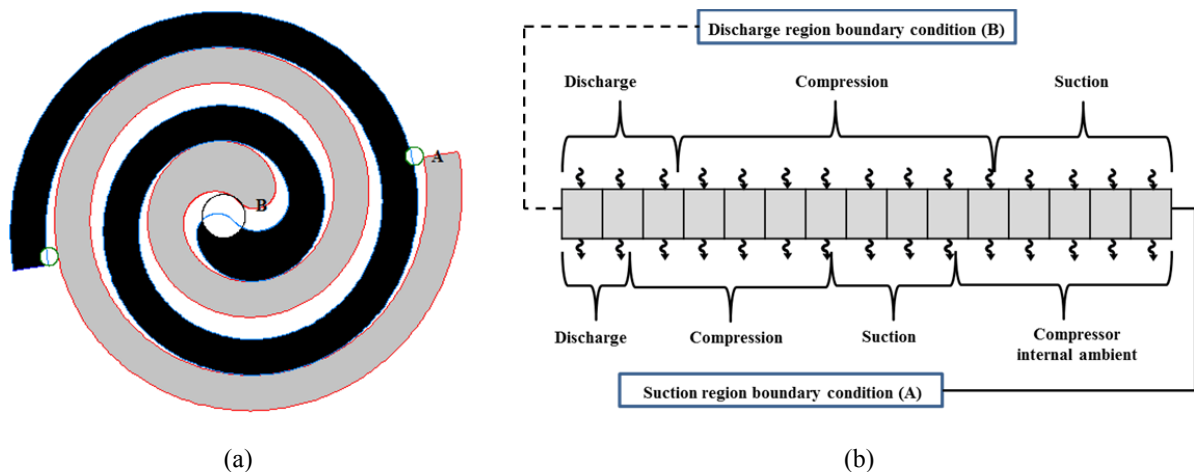 A
B
(a)
Discharge region boundary condition (B)
Discharge
Compression
Suction
Discharge
Compression
Suction
Compressor
internal ambient
Suction region boundary condition (A)
(b)